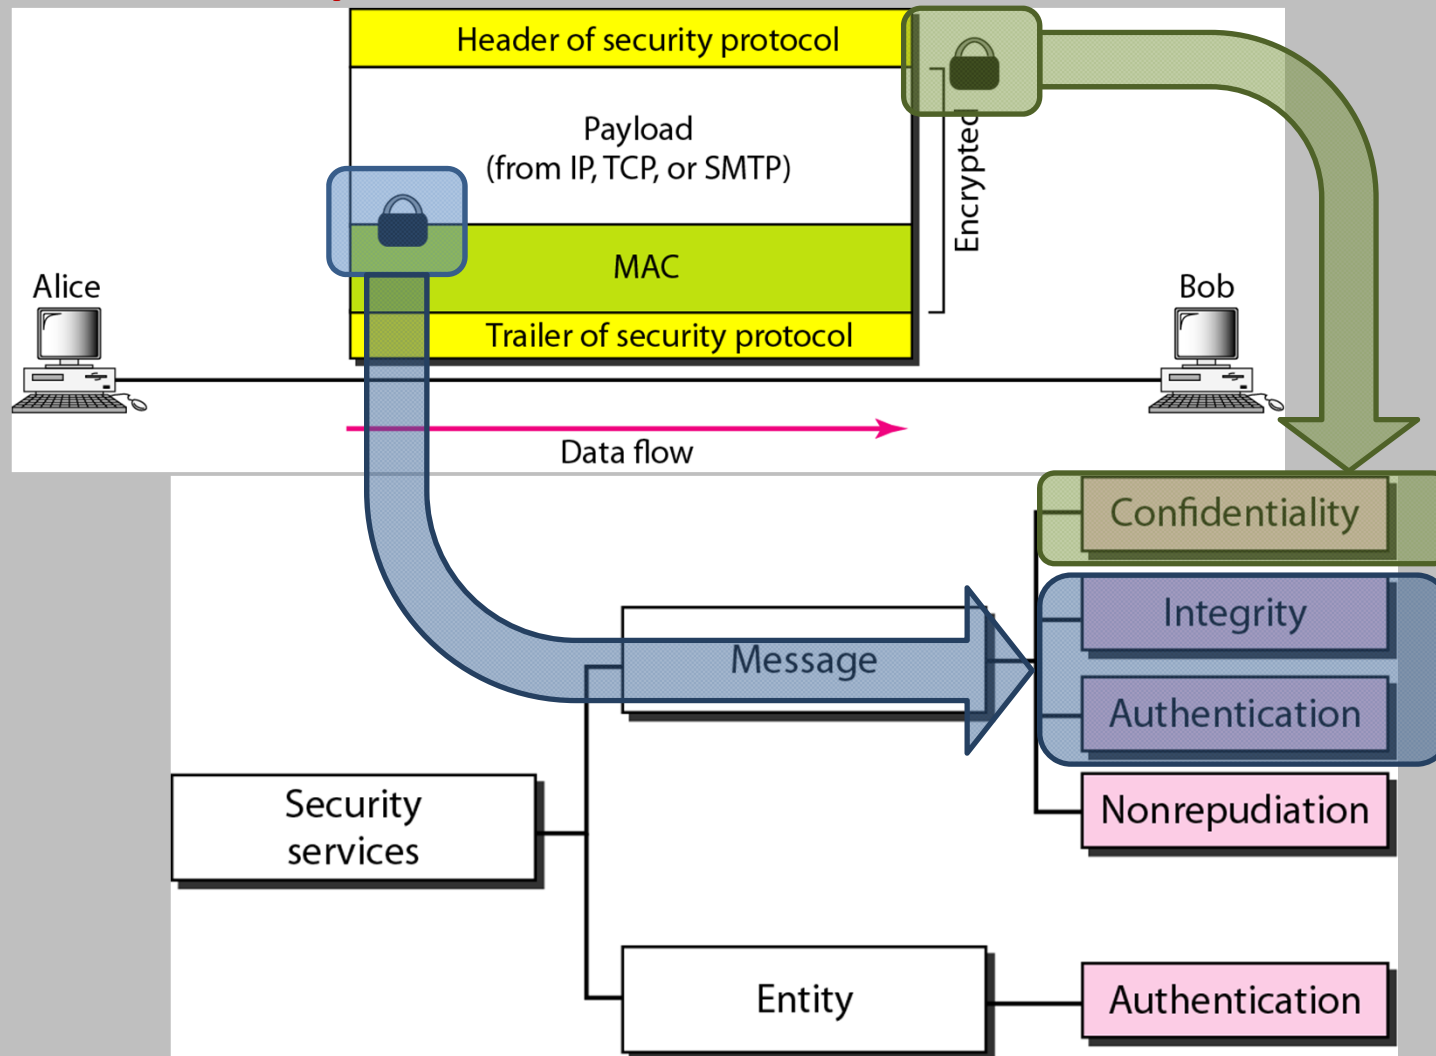 Header of security protocol
Payload
(from IP, TCP, or SMTP)
Encrypted
MAC
Trailer of security protocol
Alice
Bob
Data flow
Confidentiality
Integrity
Message
Authentication
Security
services
Nonrepudiation
Entity
Authentication